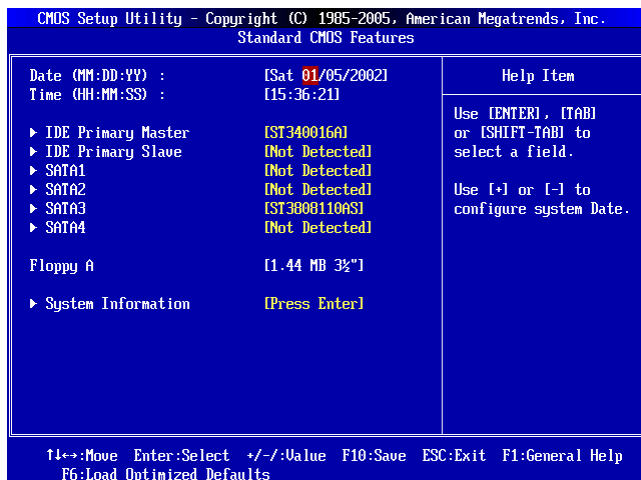 CMOS Setup Utility - Copyright (C) 1985-2005, American Megatrends, Inc.
Standard CMOS Features
Date (MM:DD:YY) : [Sat 01/05/2002]
Time (HH:MM:SS) : [15:36:21]
► IDE Primary Master [ST340016A]
► IDE Primary Slave [Not Detected]
► SATA1 [Not Detected]
► SATA2 [Not Detected]
► SATA3 [ST3808110AS]
► SATA4 [Not Detected]
Floppy A [1.44 MB 3½"]
► System Information [Press Enter]
Help Item
Use [ENTER], [TAB]
or [SHIFT-TAB] to
select a field.
Use [+] or [-] to
configure system Date.
↑↓↔:Move Enter:Select +/-/:Value F10:Save ESC:Exit F1:General Help
F6:Load Optimized Defaults